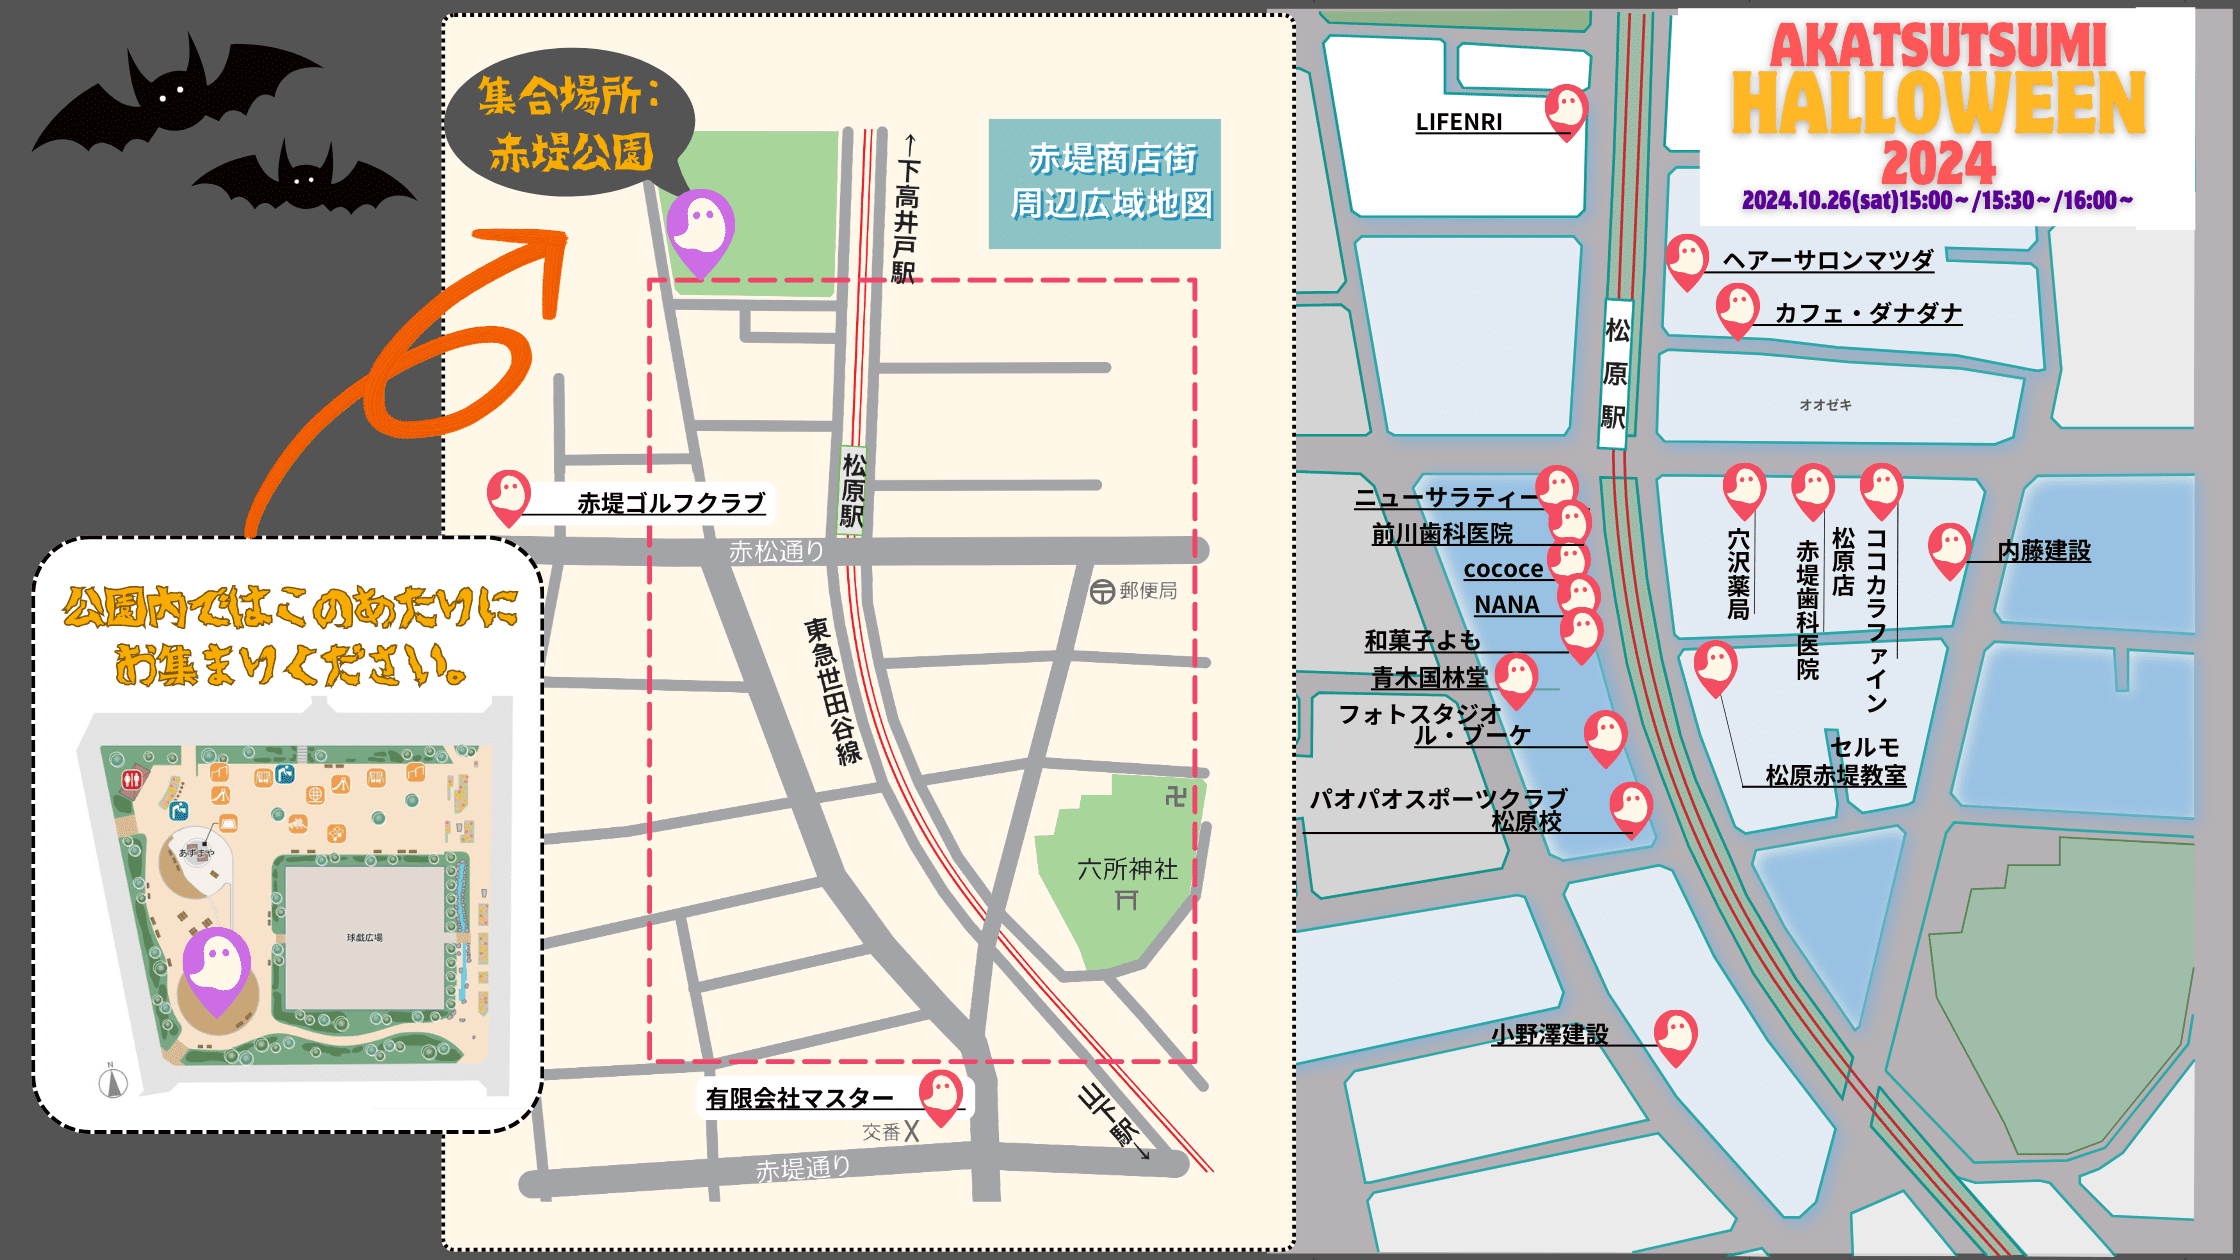 集合場所：
赤堤公園
↑下高井戸駅
赤堤商店街
周辺広域地図
松原駅
赤堤ゴルフクラブ
赤松通り
郵便局
東急世田谷線
六所神社
有限会社マスター
交番
山下駅→
赤堤通り
公園内ではこのあたりに
お集まりください。
あずまや
球戯広場
N
AKATSUTSUMI
HALLOWEEN
2024
2024.10.26(sat)15:00~/15:30~/16:00~
LIFENRI
ヘアーサロンマツダ
カフェ・ダナダナ
松原駅
オオゼキ
ニューサラティー
前川歯科医院
cococe
NANA
和菓子よも
青木国林堂
フォトスタジオ
ル・ブーケ
パオパオスポーツクラブ
松原校
穴沢薬局
赤堤歯科医院
ココカラファイン
松原店
内藤建設
セルモ
松原赤堤教室
小野澤建設